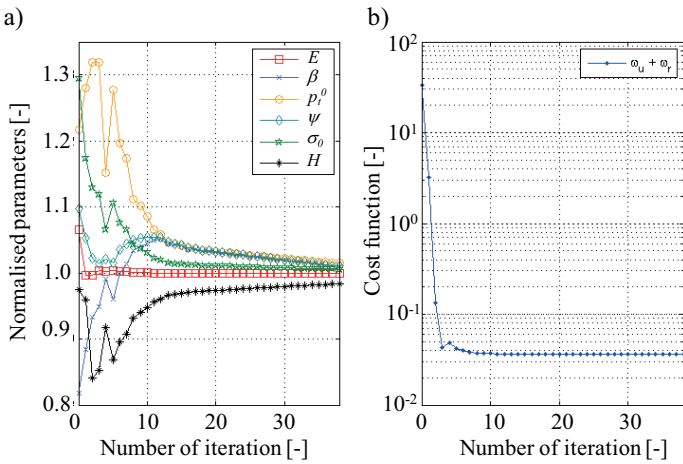 a)
Normalised parameters [-]
1.3
1.2
1.1
1.0
0.9
0.8
0
10
20
30
Number of iteration [-]
E
β
p_t^0
ψ
σ_0
H
b)
Cost function [-]
10^2
10^1
10^0
10^-1
10^-2
0
10
20
30
Number of iteration [-]
ω_u + ω_r